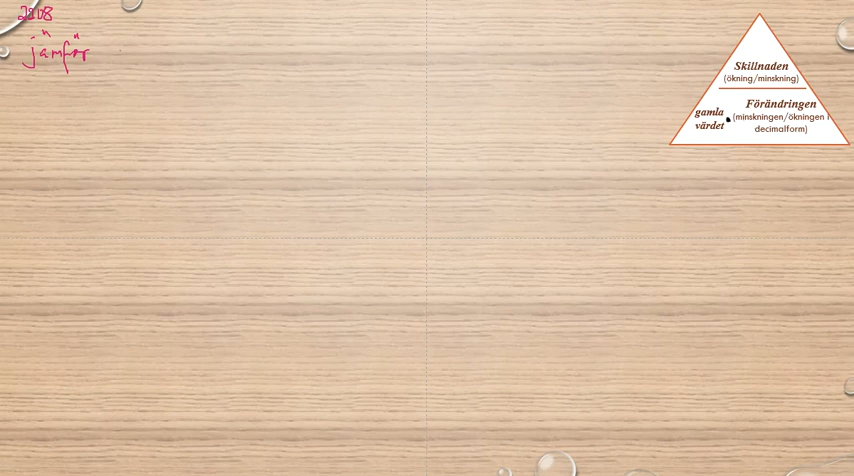 2208
jämför
Skillnaden
(ökning/minskning)
Förändringen
(minskningen/ökningen i
decimalform)
gamla
värdet